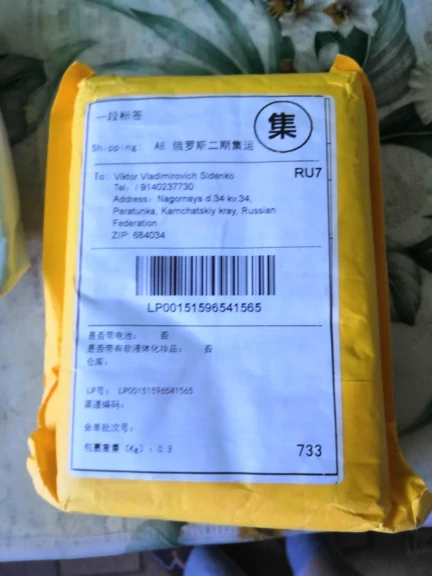 一段标签
集
Shipping: AE 俄罗斯二期集运
RU7
To: Viktor Vladimirovich Sidenko
Tel: / 9140237730
Address: Nagornaya d.34 kv.34,
Paratunka, Kamchatskiy kray, Russian
Federation
ZIP: 684034
LP00151596541565
是否带电池: 否
是否带有非液体化妆品: 否
仓库:
LP号: LP00151596541565
渠道编码:
合单批次号:
包裹重量 (Kg): 0.3
733